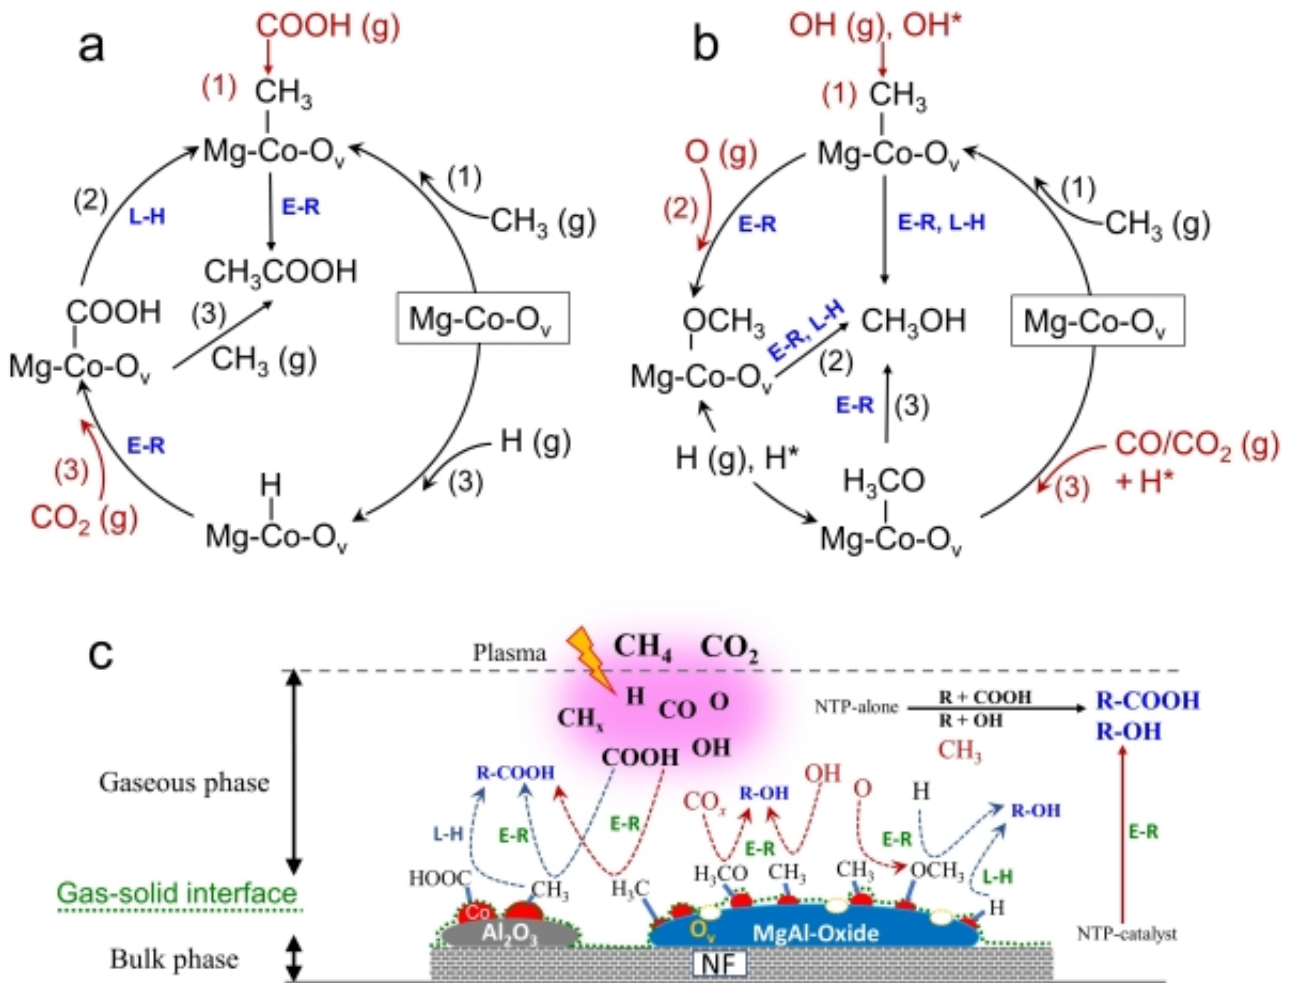 a
COOH (g)
(1)
CH₃
Mg-Co-Oᵥ
(2)
L-H
E-R
(1)
CH₃ (g)
CH₃COOH
COOH
(3)
Mg-Co-Oᵥ
CH₃ (g)
Mg-Co-Oᵥ
E-R
H (g)
(3)
(3)
CO₂ (g)
H
Mg-Co-Oᵥ
b
OH (g), OH*
(1)
CH₃
O (g)
Mg-Co-Oᵥ
(2)
E-R
E-R, L-H
(1)
CH₃ (g)
OCH₃
E-R, L-H
CH₃OH
Mg-Co-Oᵥ
Mg-Co-Oᵥ
(2)
E-R
(3)
H (g), H*
H₃CO
CO/CO₂ (g)
(3)
+ H*
Mg-Co-Oᵥ
c
Plasma
CH₄
CO₂
H
CO
O
CHₓ
COOH
OH
NTP-alone
R + COOH
R + OH
CH₃
R-COOH
R-OH
Gaseous phase
R-COOH
COₓ
R-OH
OH
O
H
R-OH
L-H
E-R
E-R
E-R
E-R
E-R
L-H
HOOC
CH₃
H₃C
H₃CO
CH₃
CH₃
OCH₃
H
Gas-solid interface
Co
Al₂O₃
Oᵥ
MgAl-Oxide
NTP-catalyst
Bulk phase
NF